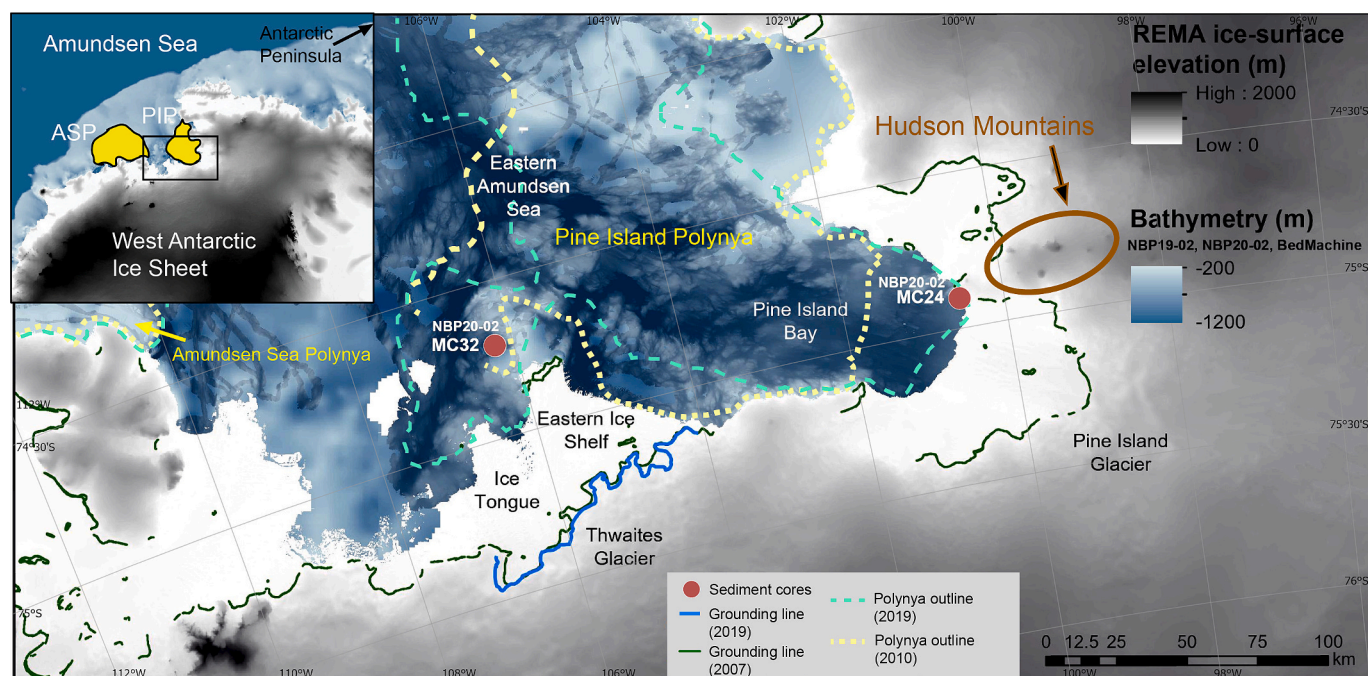 106°W
104°W
102°W
100°W
98°W
96°W
Amundsen Sea
Antarctic
Peninsula
PIP
ASP
West Antarctic
Ice Sheet
REMA ice-surface
elevation (m)
High : 2000
Low : 0
74°30'S
Hudson Mountains
Eastern
Amundsen
Sea
Pine Island Polynya
Bathymetry (m)
NBP19-02, NBP20-02, BedMachine
-200
-1200
75°S
NBP20-02
MC24
Pine Island
Bay
NBP20-02
MC32
Amundsen Sea Polynya
112°W
74°30'S
Eastern Ice
Shelf
Ice
Tongue
Thwaites
Glacier
Pine Island
Glacier
75°30'S
76°S
75°S
Sediment cores
Grounding line
(2019)
Grounding line
(2007)
Polynya outline
(2019)
Polynya outline
(2010)
0 12.5 25 50 75 100
km
112°W
110°W
108°W
106°W
100°W
98°W